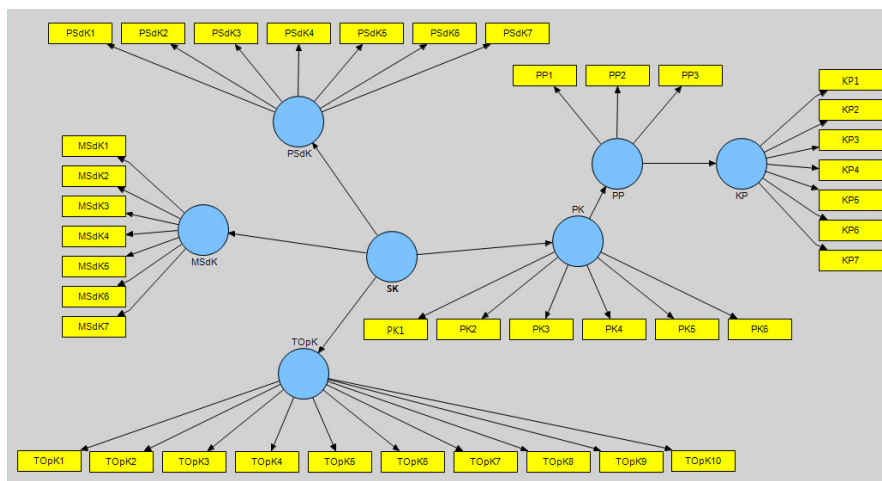 PSdK1
PSdK2
PSdK3
PSdK4
PSdK5
PSdK6
PSdK7
PSdK
PP1
PP2
PP3
PP
KP1
KP2
KP3
KP4
KP5
KP6
KP7
KP
MSdK1
MSdK2
MSdK3
MSdK4
MSdK5
MSdK6
MSdK7
MSdK
SK
PK
PK1
PK2
PK3
PK4
PK5
PK6
TOpK
TOpK1
TOpK2
TOpK3
TOpK4
TOpK5
TOpK6
TOpK7
TOpK8
TOpK9
TOpK10